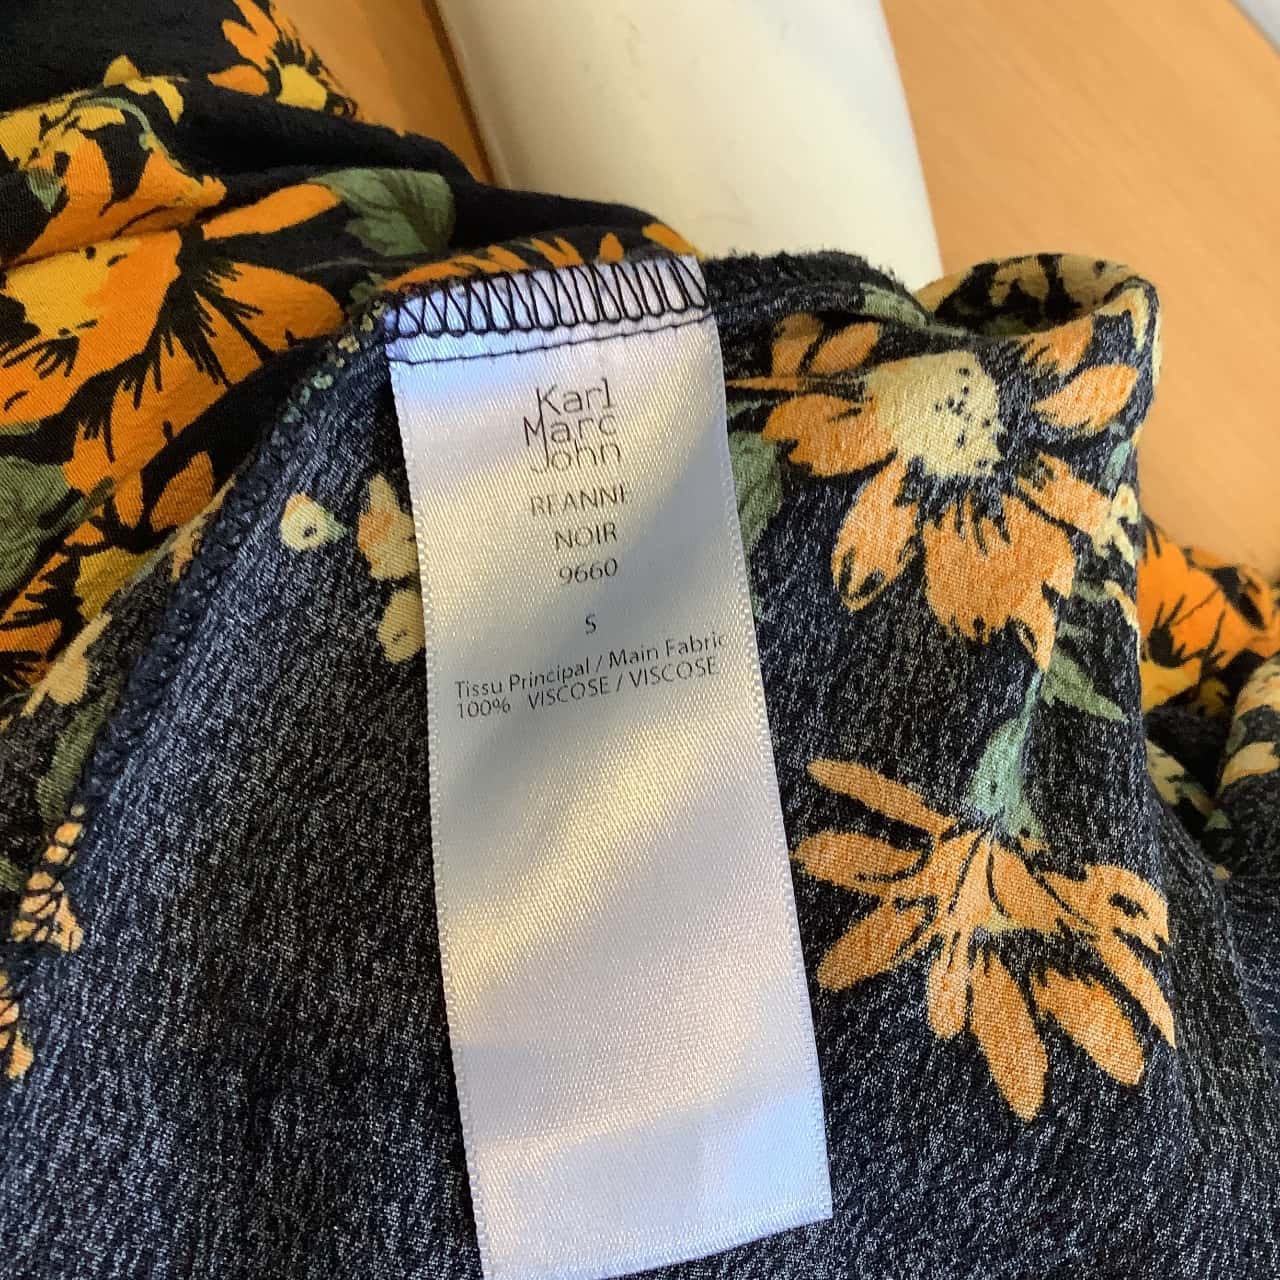 Karl
Marc
John
REANNE
NOIR
9660
S
Tissu Principal / Main Fabric
100% VISCOSE / VISCOSE